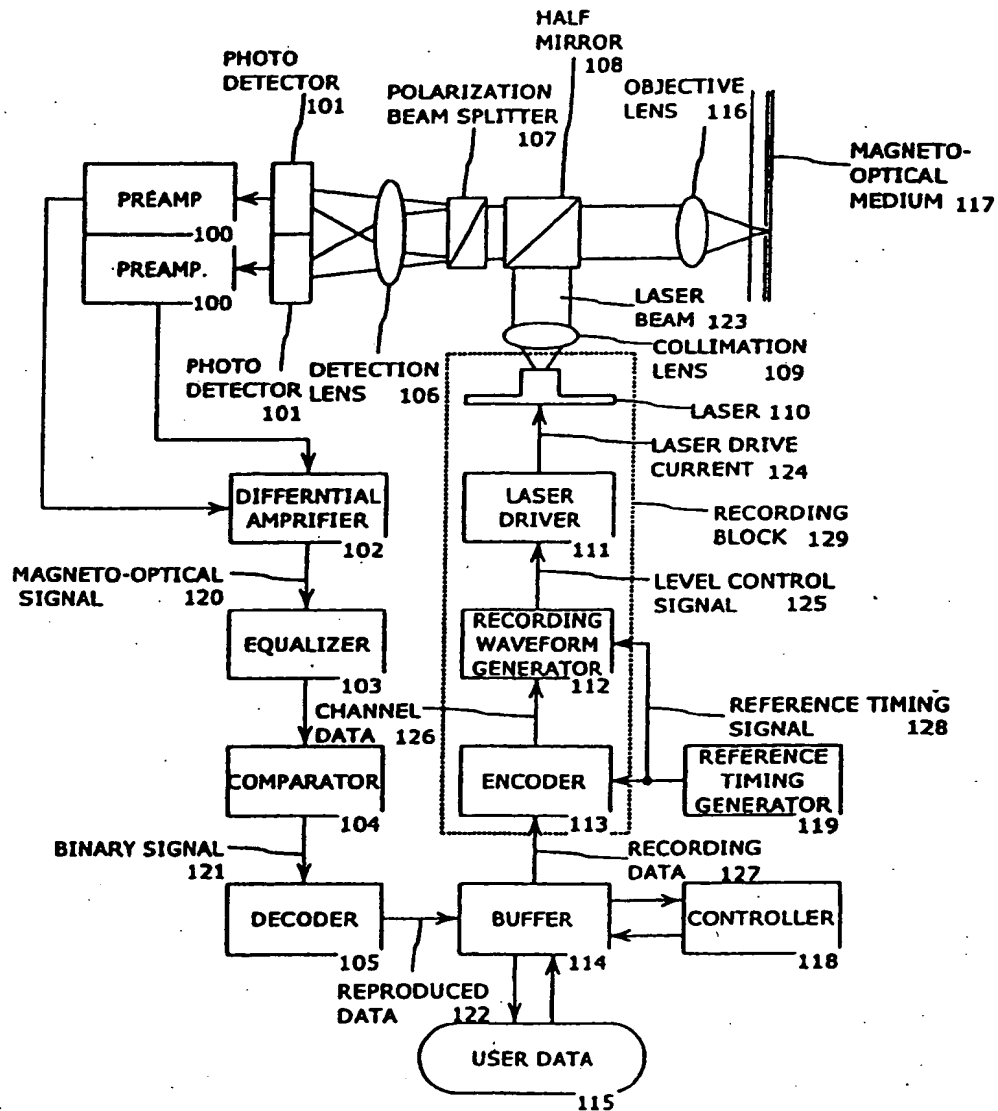 HALF
MIRROR
108
PHOTO
DETECTOR
101
POLARIZATION
BEAM SPLITTER
107
OBJECTIVE
LENS 116
MAGNETO-
OPTICAL
MEDIUM 117
PREAMP
100
PREAMP.
100
LASER
BEAM 123
COLLIMATION
LENS
109
PHOTO
DETECTOR
101
DETECTION
LENS
106
LASER 110
LASER DRIVE
CURRENT 124
DIFFERNTIAL
AMPRIFIER
102
LASER
DRIVER
111
RECORDING
BLOCK 129
MAGNETO-OPTICAL
SIGNAL 120
LEVEL CONTROL
SIGNAL 125
EQUALIZER
103
RECORDING
WAVEFORM
GENERATOR
112
CHANNEL
DATA 126
REFERENCE TIMING
SIGNAL 128
COMPARATOR
104
ENCODER
113
REFERENCE
TIMING
GENERATOR
119
BINARY SIGNAL
121
RECORDING
DATA 127
DECODER
105
BUFFER
114
CONTROLLER
118
REPRODUCED
DATA 122
USER DATA
115